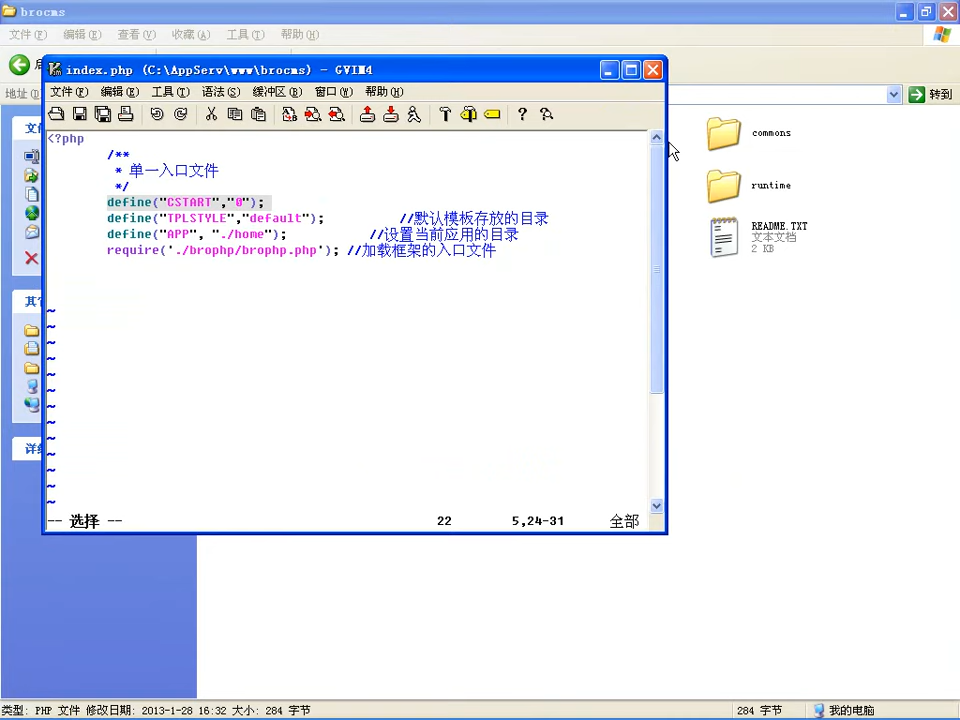 brocms
文件(F) 编辑(E) 查看(V) 收藏(A) 工具(T) 帮助(H)
地址(D)
转到
index.php (C:\AppServ\www\brocms) - GVIM4
文件(F) 编辑(E) 工具(T) 语法(S) 缓冲区(B) 窗口(W) 帮助(H)
<?php
/**
* 单一入口文件
*/
define("CSTART","0");
define("TPLSTYLE","default"); //默认模板存放的目录
define("APP", "./home"); //设置当前应用的目录
require('./brophp/brophp.php'); //加载框架的入口文件
~
~
~
~
~
~
~
~
~
~
~
~
~
-- 选择 -- 22 5,24-31 全部
commons
runtime
README.TXT
文本文档
2 KB
类型: PHP 文件 修改日期: 2013-1-28 16:32 大小: 284 字节
284 字节
我的电脑